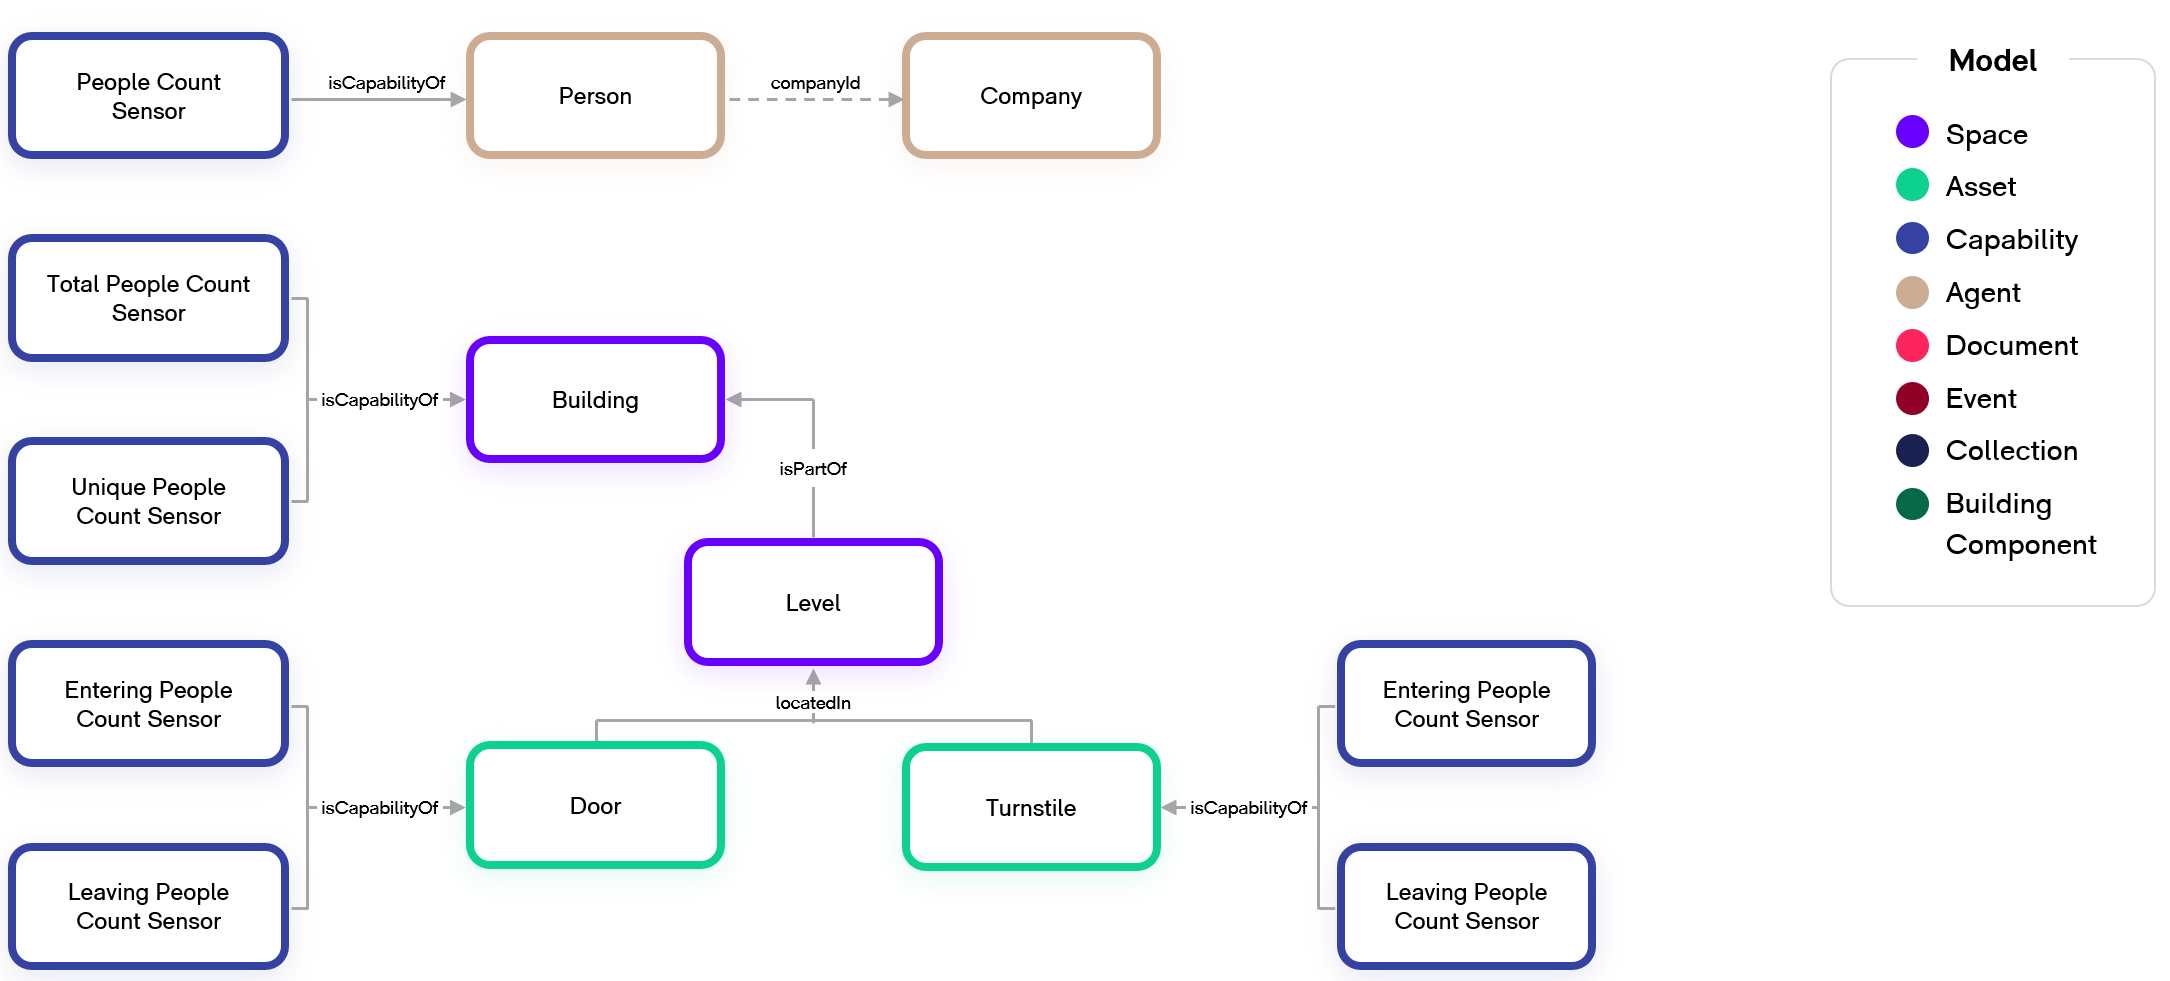 People Count
Sensor
isCapabilityOf
Person
companyId
Company
Total People Count
Sensor
Unique People
Count Sensor
isCapabilityOf
Building
isPartOf
Level
locatedIn
Entering People
Count Sensor
Leaving People
Count Sensor
isCapabilityOf
Door
Turnstile
isCapabilityOf
Entering People
Count Sensor
Leaving People
Count Sensor
Model
Space
Asset
Capability
Agent
Document
Event
Collection
Building
Component